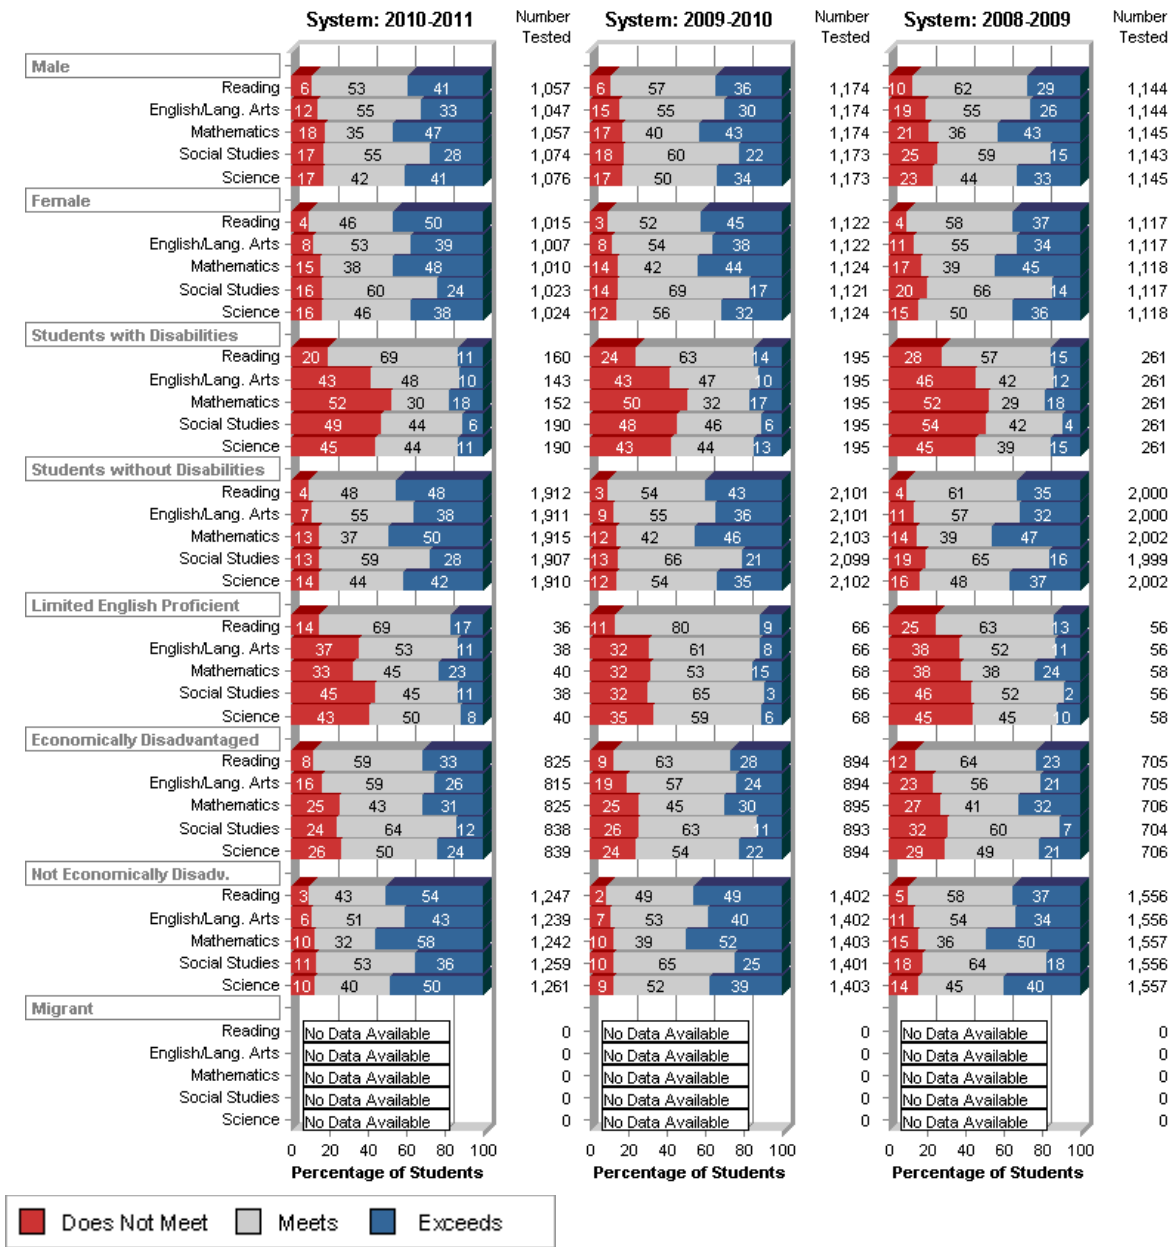 System: 2010-2011 Number Tested System: 2009-2010 Number Tested System: 2008-2009 Number Tested
Male
Reading 6 53 41 1,057 6 57 36 1,174 10 62 29 1,144
English/Lang. Arts 12 55 33 1,047 15 55 30 1,174 19 55 26 1,144
Mathematics 18 35 47 1,057 17 40 43 1,174 21 36 43 1,145
Social Studies 17 55 28 1,074 18 60 22 1,173 25 59 15 1,143
Science 17 42 41 1,076 17 50 34 1,173 23 44 33 1,145
Female
Reading 4 46 50 1,015 3 52 45 1,122 4 58 37 1,117
English/Lang. Arts 8 53 39 1,007 8 54 38 1,122 11 55 34 1,117
Mathematics 15 38 48 1,010 14 42 44 1,124 17 39 45 1,118
Social Studies 16 60 24 1,023 14 69 17 1,121 20 66 14 1,117
Science 16 46 38 1,024 12 56 32 1,124 15 50 36 1,118
Students with Disabilities
Reading 20 69 11 160 24 63 14 195 28 57 15 261
English/Lang. Arts 43 48 10 143 43 47 10 195 46 42 12 261
Mathematics 52 30 18 152 50 32 17 195 52 29 18 261
Social Studies 49 44 6 190 48 46 6 195 54 42 4 261
Science 45 44 11 190 43 44 13 195 45 39 15 261
Students without Disabilities
Reading 4 48 48 1,912 3 54 43 2,101 4 61 35 2,000
English/Lang. Arts 7 55 38 1,911 9 55 36 2,101 11 57 32 2,000
Mathematics 13 37 50 1,915 12 42 46 2,103 14 39 47 2,002
Social Studies 13 59 28 1,907 13 66 21 2,099 19 65 16 1,999
Science 14 44 42 1,910 12 54 35 2,102 16 48 37 2,002
Limited English Proficient
Reading 14 69 17 36 11 80 9 66 25 63 13 56
English/Lang. Arts 37 53 11 38 32 61 8 66 38 52 11 56
Mathematics 33 45 23 40 32 53 15 68 38 38 24 58
Social Studies 45 45 11 38 32 65 3 66 46 52 2 56
Science 43 50 8 40 35 59 6 68 45 45 10 58
Economically Disadvantaged
Reading 8 59 33 825 9 63 28 894 12 64 23 705
English/Lang. Arts 16 59 26 815 19 57 24 894 23 56 21 705
Mathematics 25 43 31 825 25 45 30 895 27 41 32 706
Social Studies 24 64 12 838 26 63 11 893 32 60 7 704
Science 26 50 24 839 24 54 22 894 29 49 21 706
Not Economically Disadv.
Reading 3 43 54 1,247 2 49 49 1,402 5 58 37 1,556
English/Lang. Arts 6 51 43 1,239 7 53 40 1,402 11 54 34 1,556
Mathematics 10 32 58 1,242 10 39 52 1,403 15 36 50 1,557
Social Studies 11 53 36 1,259 10 65 25 1,401 18 64 18 1,556
Science 10 40 50 1,261 9 52 39 1,403 14 45 40 1,557
Migrant
Reading No Data Available 0 No Data Available 0 No Data Available 0
English/Lang. Arts No Data Available 0 No Data Available 0 No Data Available 0
Mathematics No Data Available 0 No Data Available 0 No Data Available 0
Social Studies No Data Available 0 No Data Available 0 No Data Available 0
Science No Data Available 0 No Data Available 0 No Data Available 0
0 20 40 60 80 100 0 20 40 60 80 100 0 20 40 60 80 100
Percentage of Students Percentage of Students Percentage of Students
Does Not Meet Meets Exceeds